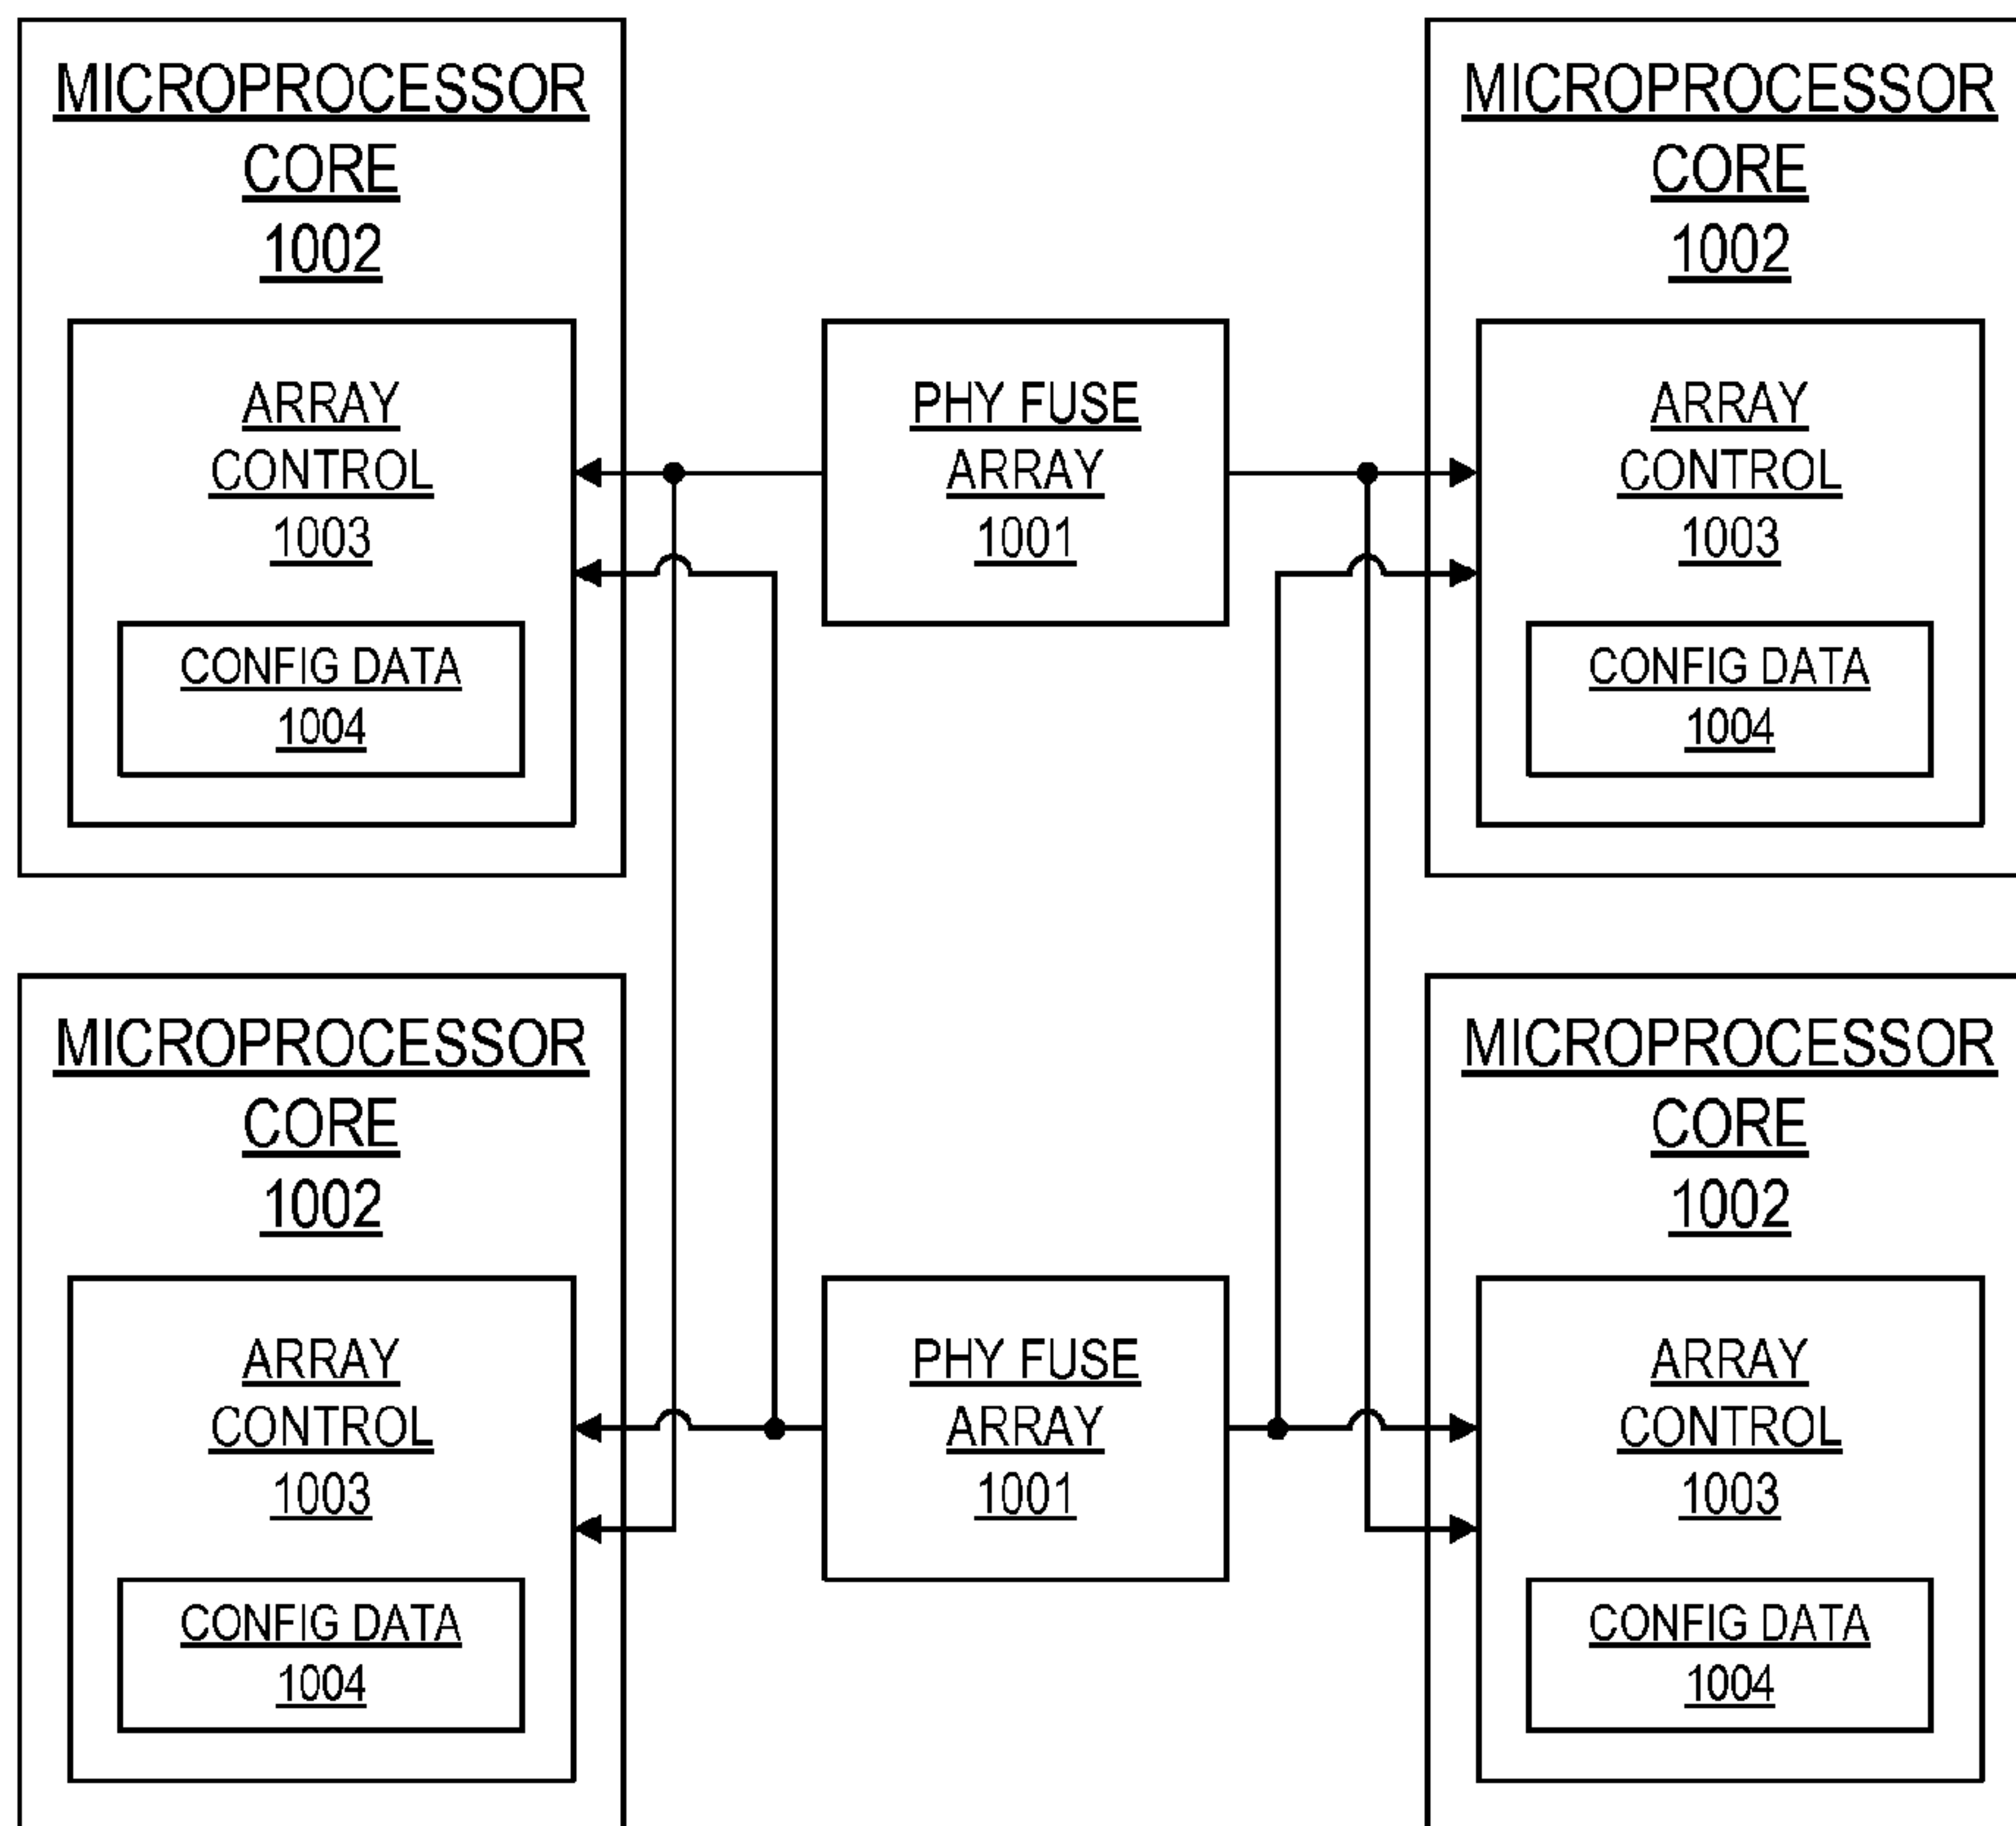 MICROPROCESSOR
CORE
1002
ARRAY
CONTROL
1003
CONFIG DATA
1004
PHY FUSE
ARRAY
1001
MICROPROCESSOR
CORE
1002
ARRAY
CONTROL
1003
CONFIG DATA
1004
MICROPROCESSOR
CORE
1002
ARRAY
CONTROL
1003
CONFIG DATA
1004
PHY FUSE
ARRAY
1001
MICROPROCESSOR
CORE
1002
ARRAY
CONTROL
1003
CONFIG DATA
1004